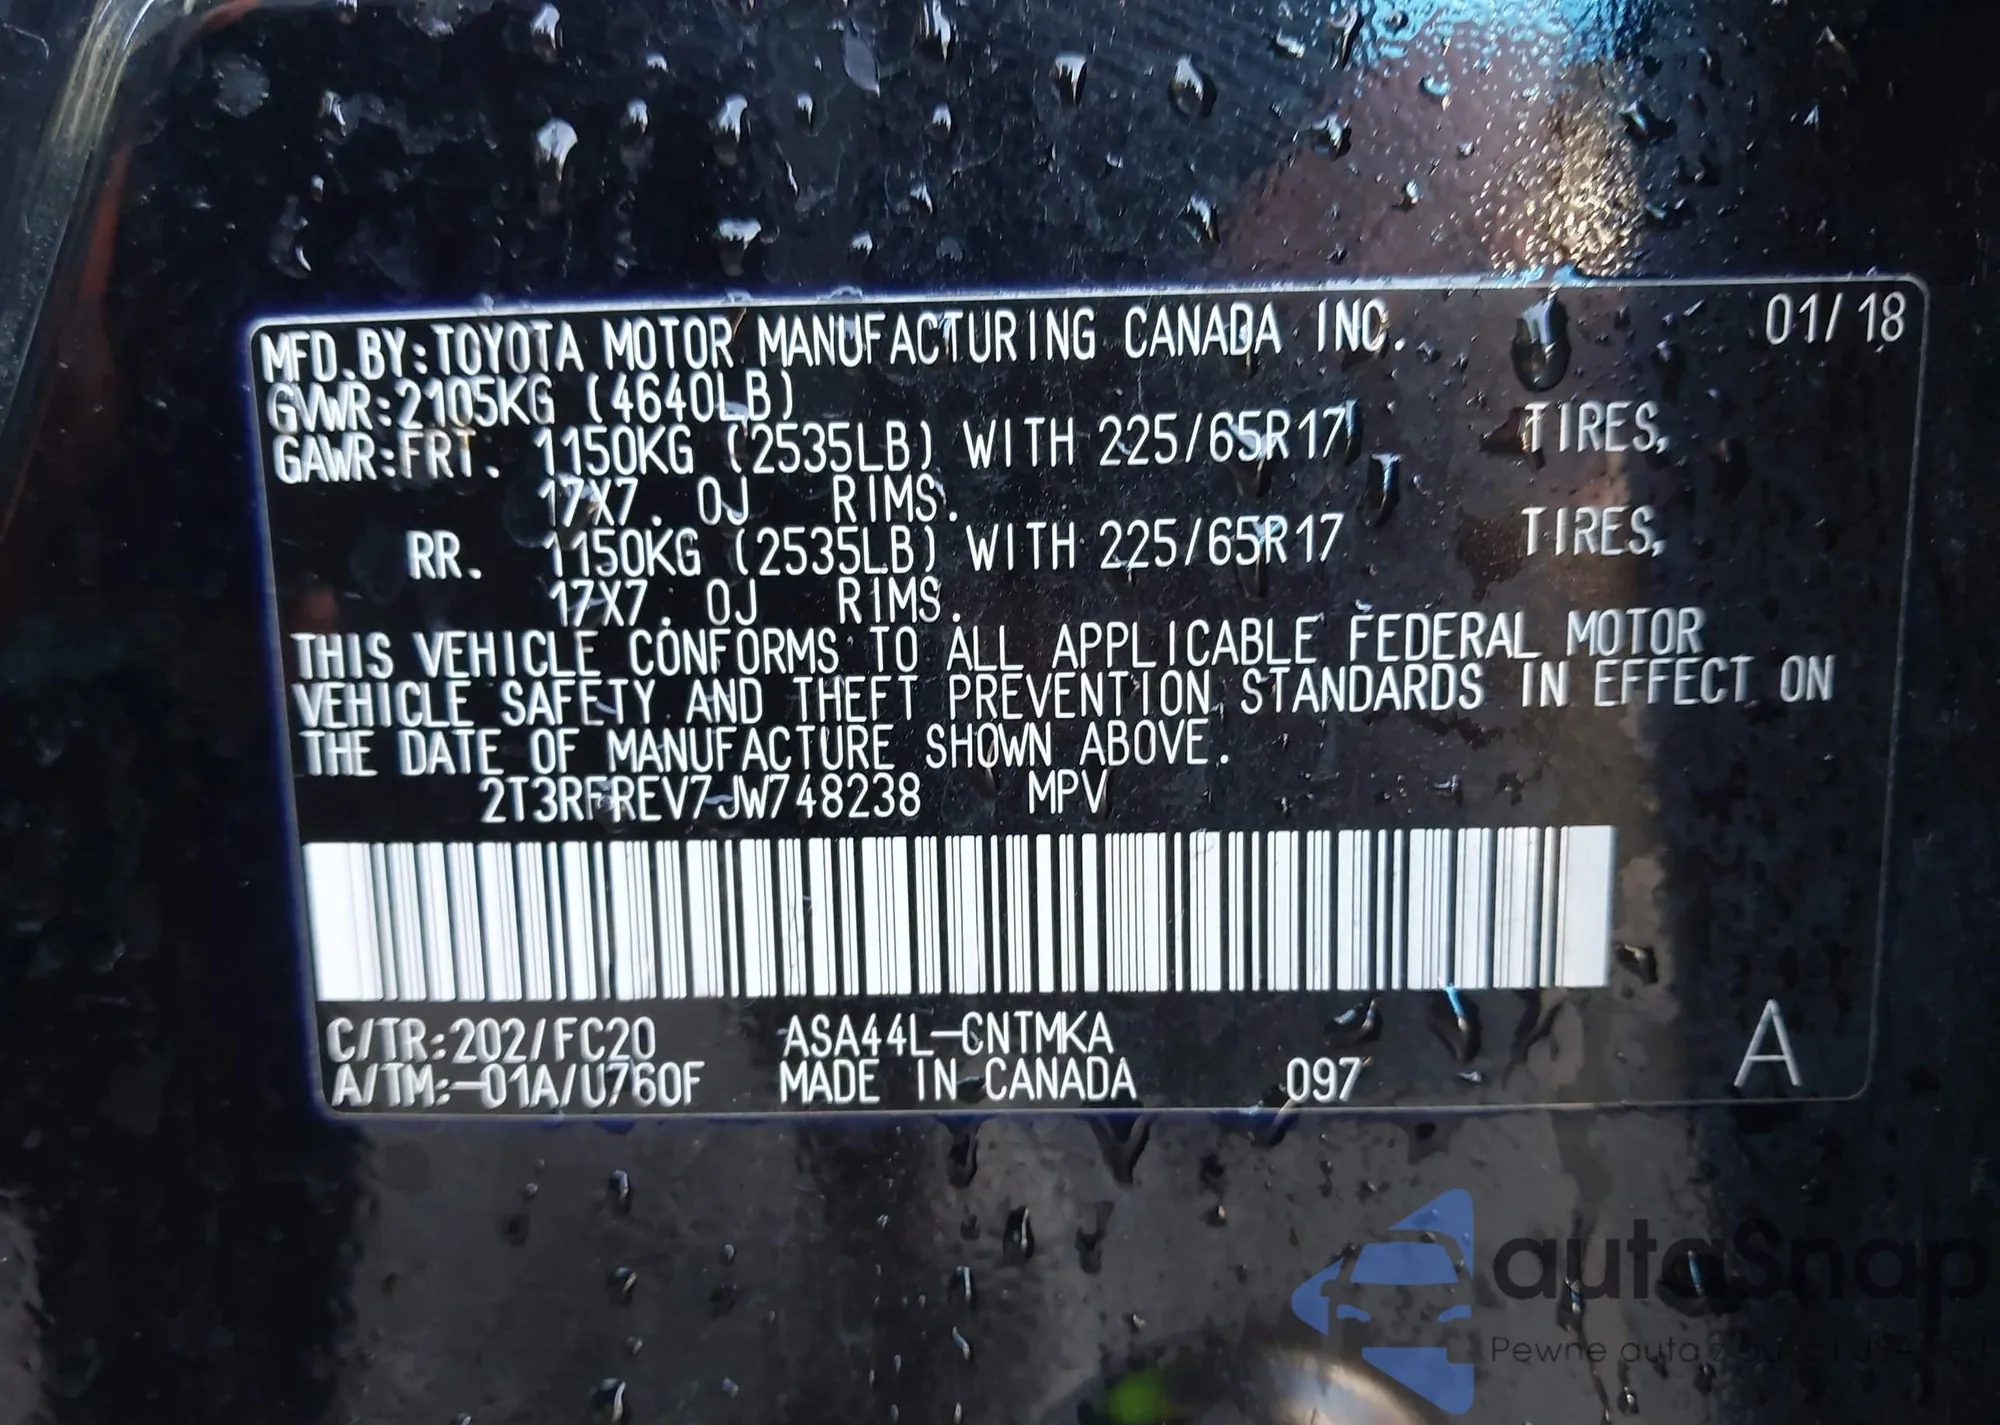 MFD.BY:TOYOTA MOTOR MANUFACTURING CANADA INC. 01/18
GVWR:2105KG (4640LB)
GAWR:FRT. 1150KG (2535LB) WITH 225/65R17 TIRES,
17X7.0J RIMS.
RR. 1150KG (2535LB) WITH 225/65R17 TIRES,
17X7.0J RIMS.
THIS VEHICLE CONFORMS TO ALL APPLICABLE FEDERAL MOTOR
VEHICLE SAFETY AND THEFT PREVENTION STANDARDS IN EFFECT ON
THE DATE OF MANUFACTURE SHOWN ABOVE.
2T3RFREV7JW748238 MPV
C/TR:202/FC20 ASA44L-CNTMKA
A/TM:-01A/U760F MADE IN CANADA 097 A
autaSnap
Pewne auta